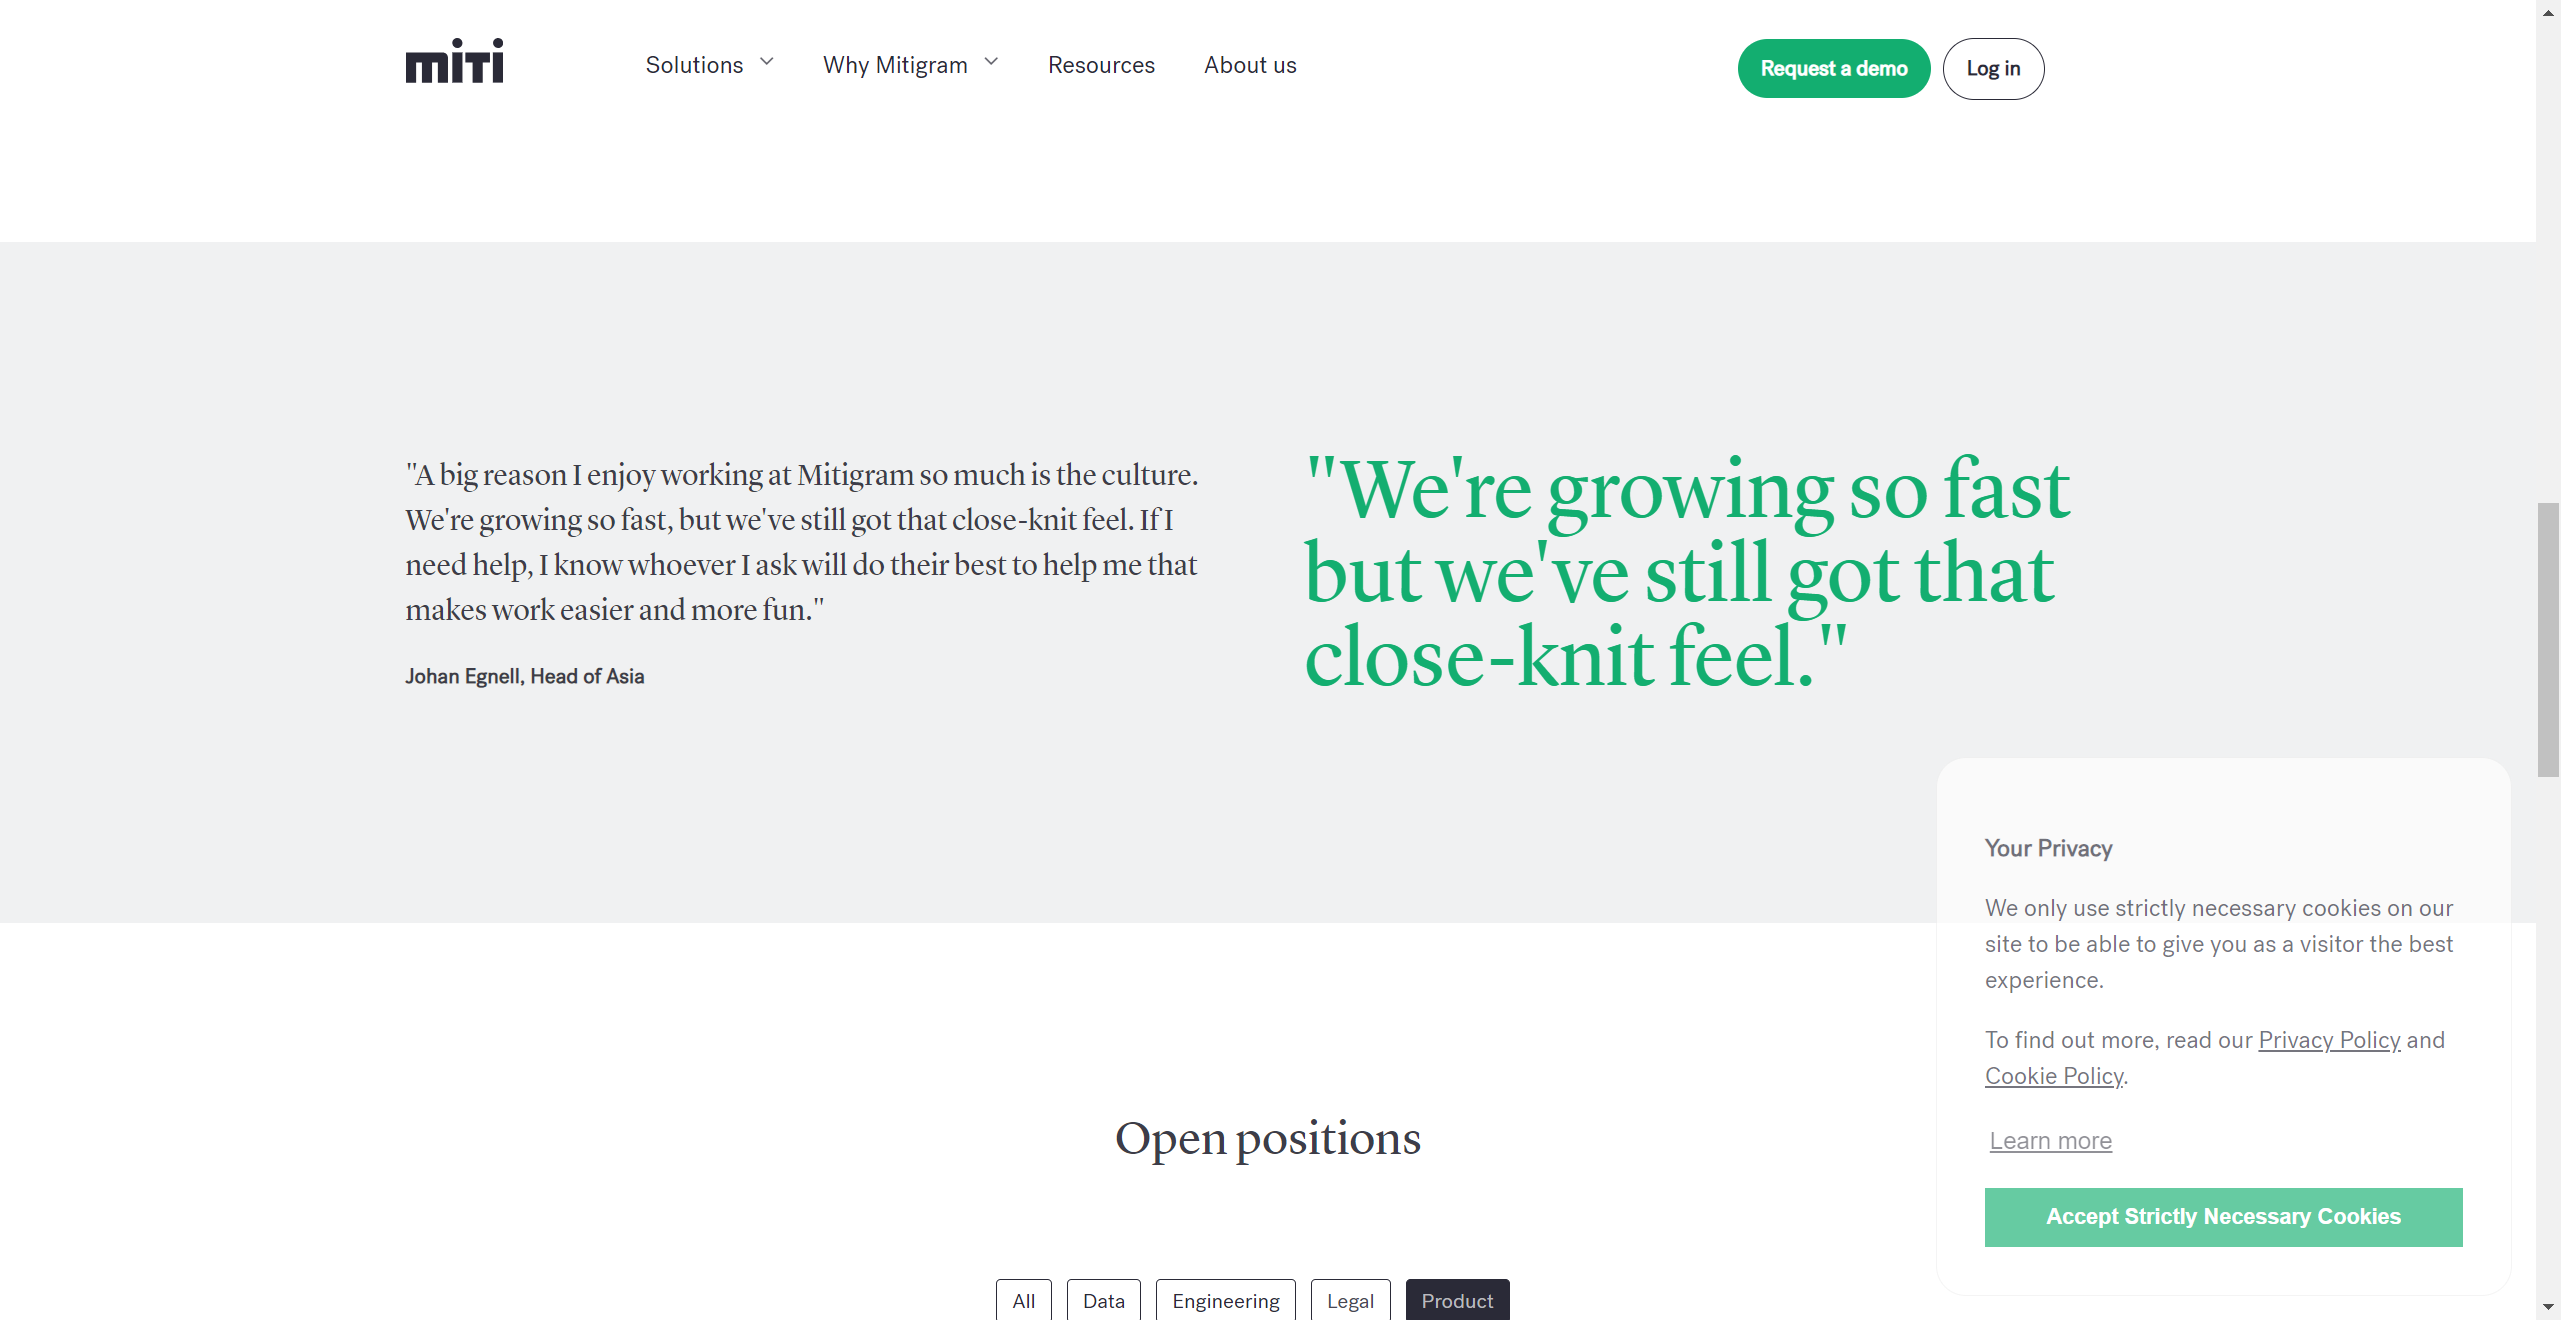 miTi
Solutions
Why Mitigram
Resources
About us
Request a demo
Log in
"A big reason I enjoy working at Mitigram so much is the culture.
We're growing so fast, but we've still got that close-knit feel. If I
need help, I know whoever I ask will do their best to help me that
makes work easier and more fun."
Johan Egnell, Head of Asia
"We're growing so fast
but we've still got that
close-knit feel."
Your Privacy
We only use strictly necessary cookies on our
site to be able to give you as a visitor the best
experience.
To find out more, read our Privacy Policy and
Cookie Policy.
Learn more
Accept Strictly Necessary Cookies
Open positions
All
Data
Engineering
Legal
Product